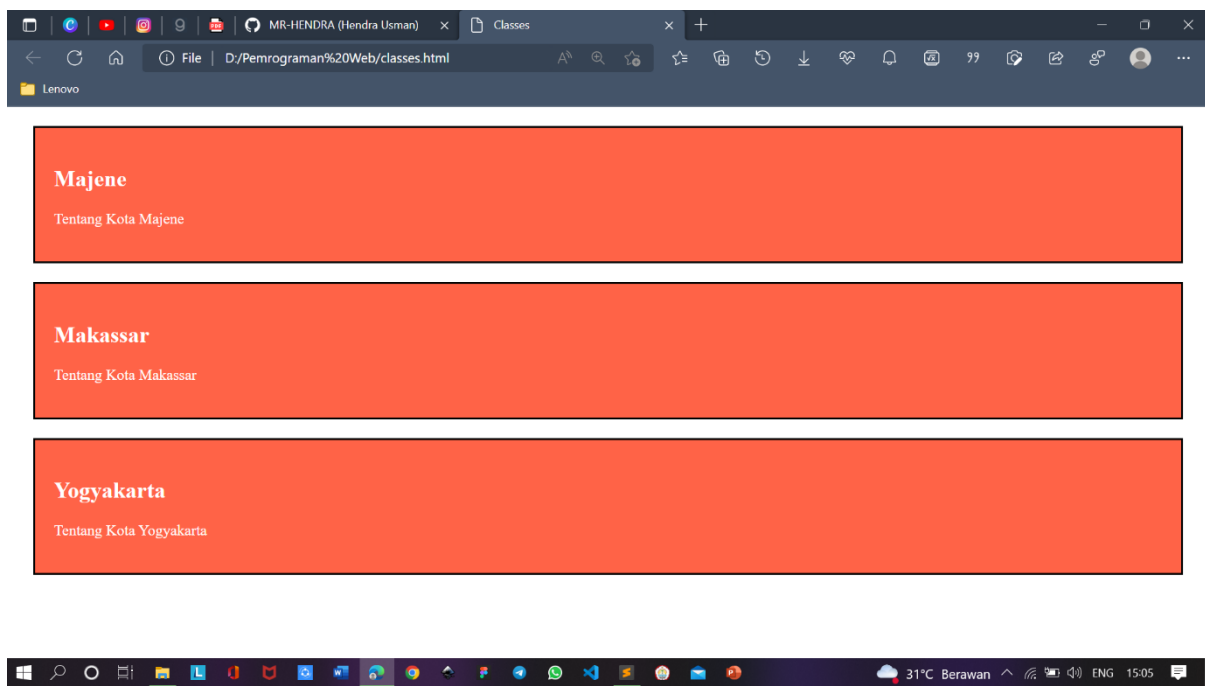 MR-HENDRA (Hendra Usman)
Classes
File
D:/Pemrograman%20Web/classes.html
Lenovo
Majene
Tentang Kota Majene
Makassar
Tentang Kota Makassar
Yogyakarta
Tentang Kota Yogyakarta
31°C Berawan ENG 15:05